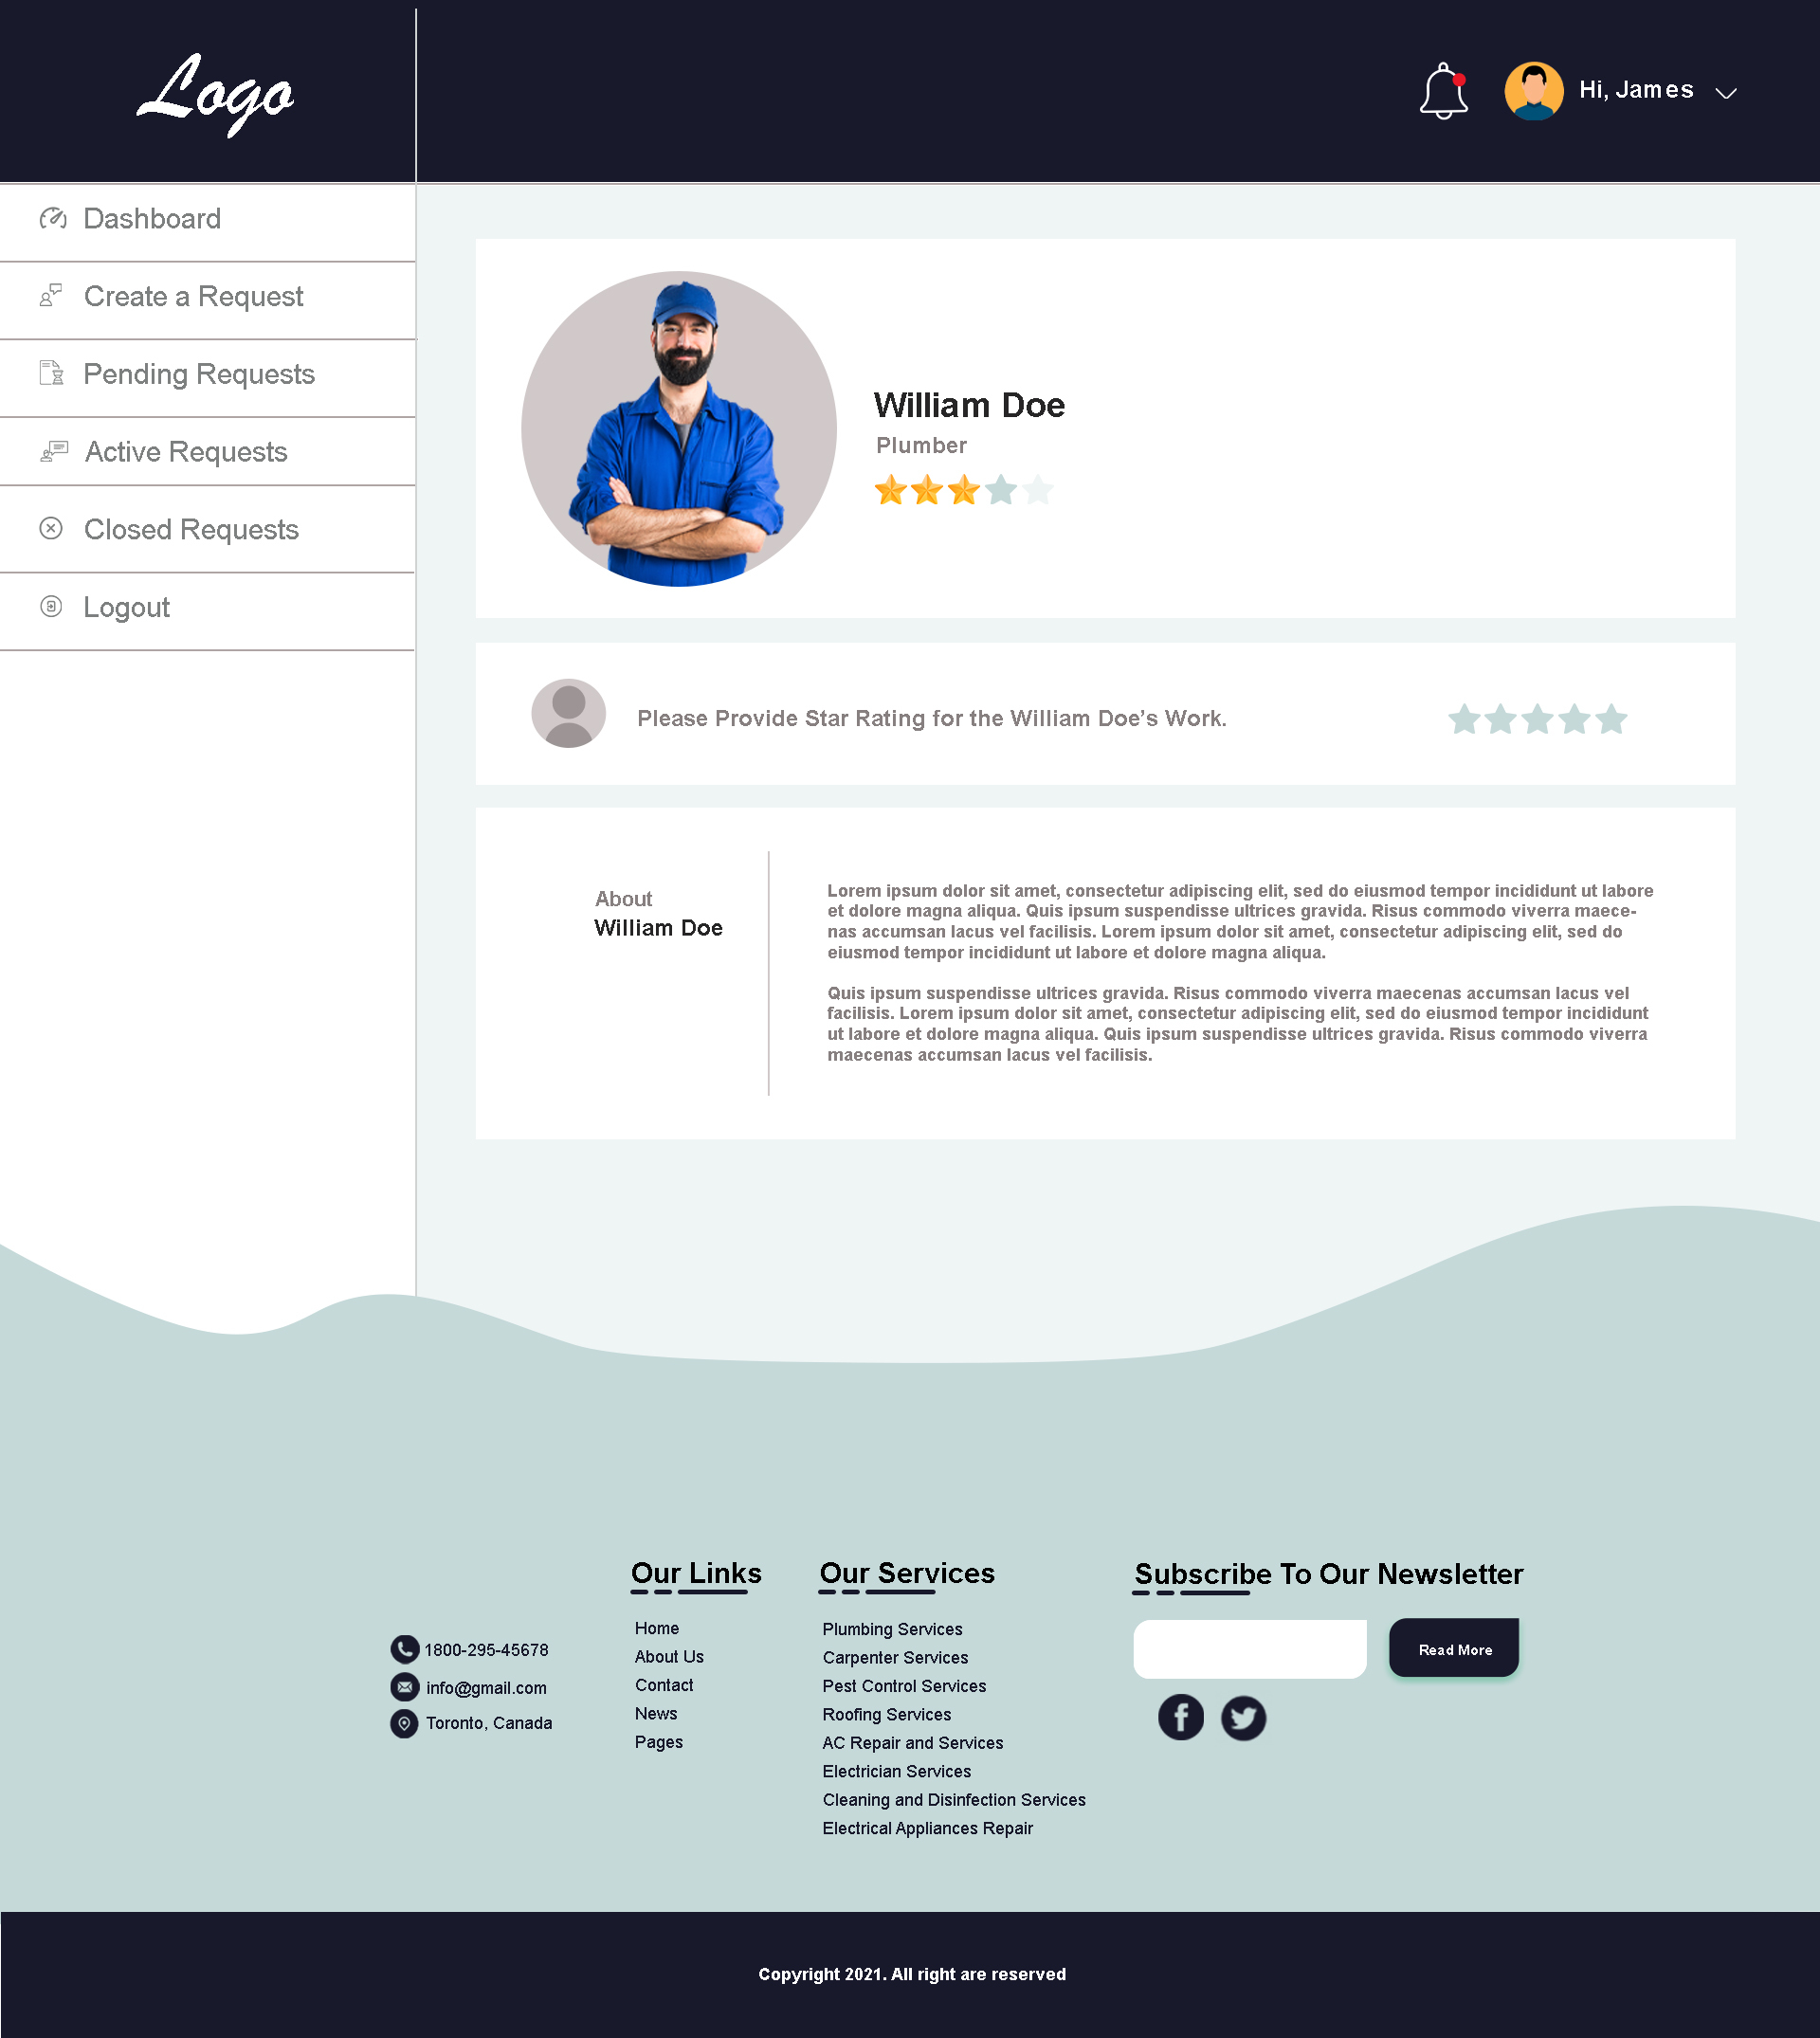 Logo
Hi, James
Dashboard
Create a Request
Pending Requests
Active Requests
Closed Requests
Logout
William Doe
Plumber
Please Provide Star Rating for the William Doe’s Work.
About
William Doe
Lorem ipsum dolor sit amet, consectetur adipiscing elit, sed do eiusmod tempor incididunt ut labore
et dolore magna aliqua. Quis ipsum suspendisse ultrices gravida. Risus commodo viverra maece-
nas accumsan lacus vel facilisis. Lorem ipsum dolor sit amet, consectetur adipiscing elit, sed do
eiusmod tempor incididunt ut labore et dolore magna aliqua.
Quis ipsum suspendisse ultrices gravida. Risus commodo viverra maecenas accumsan lacus vel
facilisis. Lorem ipsum dolor sit amet, consectetur adipiscing elit, sed do eiusmod tempor incididunt
ut labore et dolore magna aliqua. Quis ipsum suspendisse ultrices gravida. Risus commodo viverra
maecenas accumsan lacus vel facilisis.
1800-295-45678
info@gmail.com
Toronto, Canada
Our Links
Home
About Us
Contact
News
Pages
Our Services
Plumbing Services
Carpenter Services
Pest Control Services
Roofing Services
AC Repair and Services
Electrician Services
Cleaning and Disinfection Services
Electrical Appliances Repair
Subscribe To Our Newsletter
Read More
Copyright 2021. All right are reserved